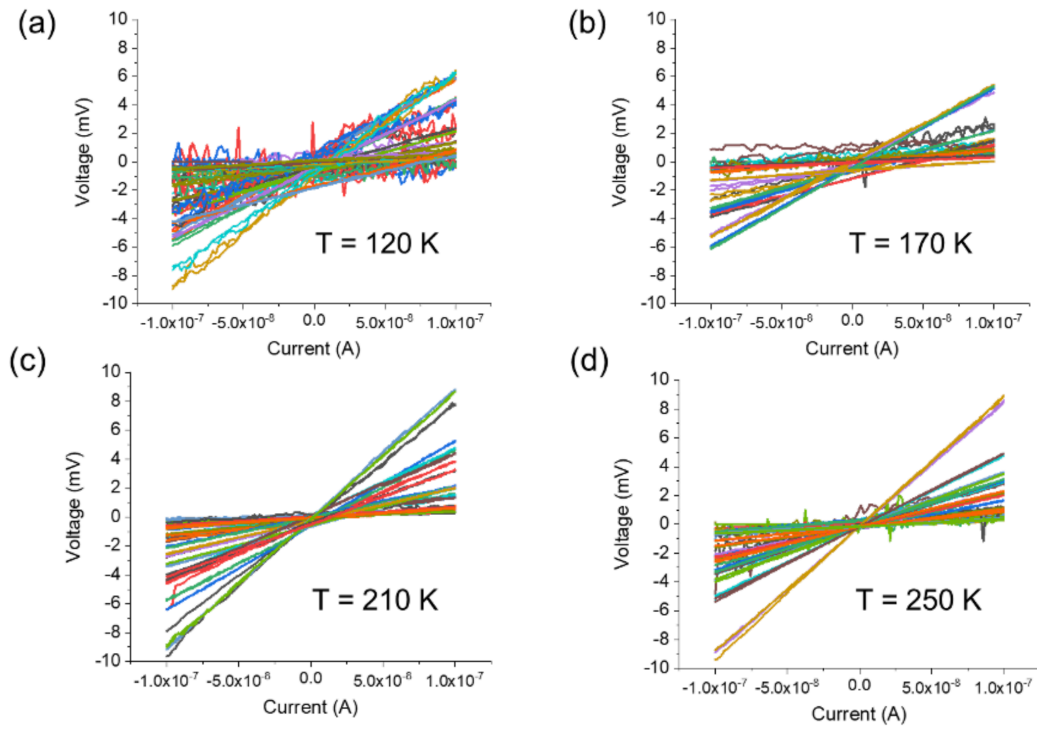 (a)
10
8
6
4
2
0
-2
-4
-6
-8
-10
Voltage (mV)
T = 120 K
-1.0x10⁻⁷ -5.0x10⁻⁸ 0.0 5.0x10⁻⁸ 1.0x10⁻⁷
Current (A)
(b)
10
8
6
4
2
0
-2
-4
-6
-8
-10
Voltage (mV)
T = 170 K
-1.0x10⁻⁷ -5.0x10⁻⁸ 0.0 5.0x10⁻⁸ 1.0x10⁻⁷
Current (A)
(c)
10
8
6
4
2
0
-2
-4
-6
-8
-10
Voltage (mV)
T = 210 K
-1.0x10⁻⁷ -5.0x10⁻⁸ 0.0 5.0x10⁻⁸ 1.0x10⁻⁷
Current (A)
(d)
10
8
6
4
2
0
-2
-4
-6
-8
-10
Voltage (mV)
T = 250 K
-1.0x10⁻⁷ -5.0x10⁻⁸ 0.0 5.0x10⁻⁸ 1.0x10⁻⁷
Current (A)